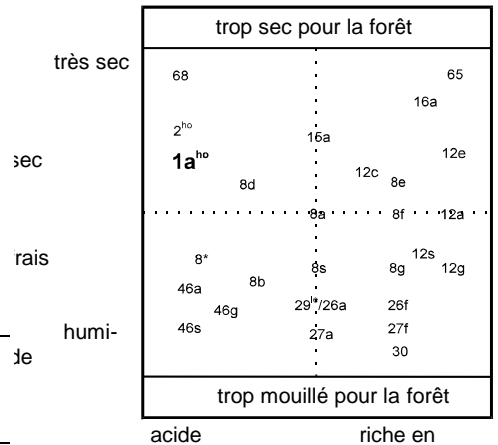 trop sec pour la forêt
très sec
68 65
16a
2ho
15a
sec 1aho 12e
12c
8d 8e
8a 8f 12a
frais 8* 12s
8s 8g 12g
46a 8b
46g 29*/26a 26f
humi- 46s 27a 27f
de 30
trop mouillé pour la forêt
acide riche en